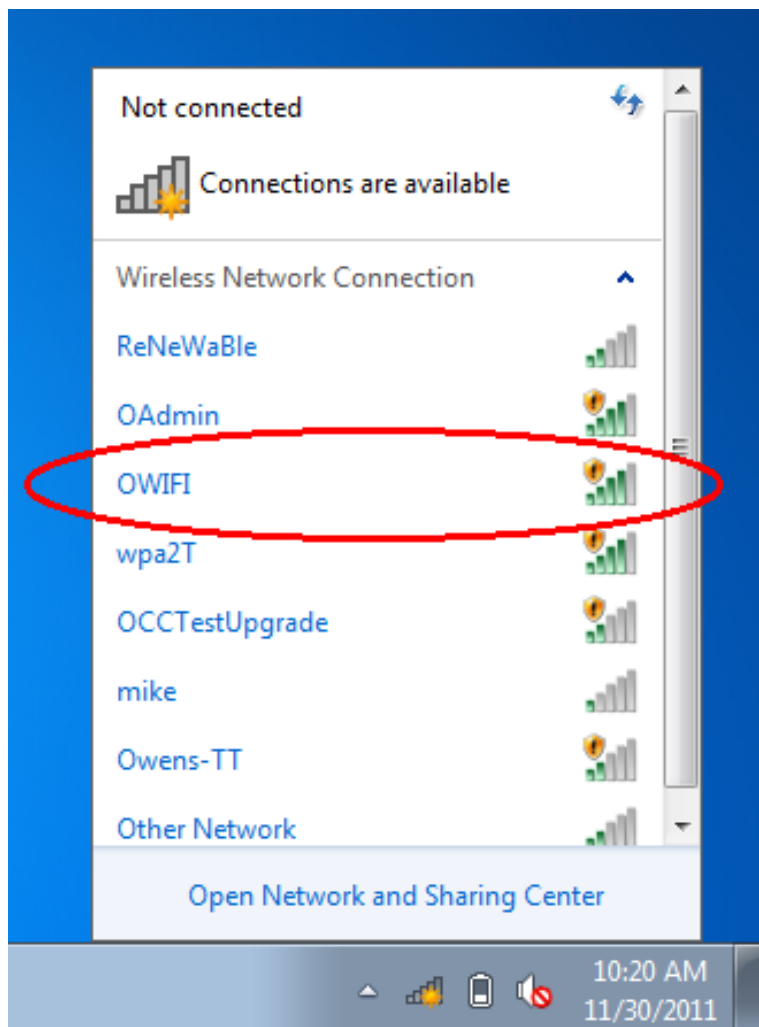 Not connected
Connections are available
Wireless Network Connection
ReNeWaBle
OAdmin
OWIFI
wpa2T
OCCTestUpgrade
mike
Owens-TT
Other Network
Open Network and Sharing Center
10:20 AM
11/30/2011